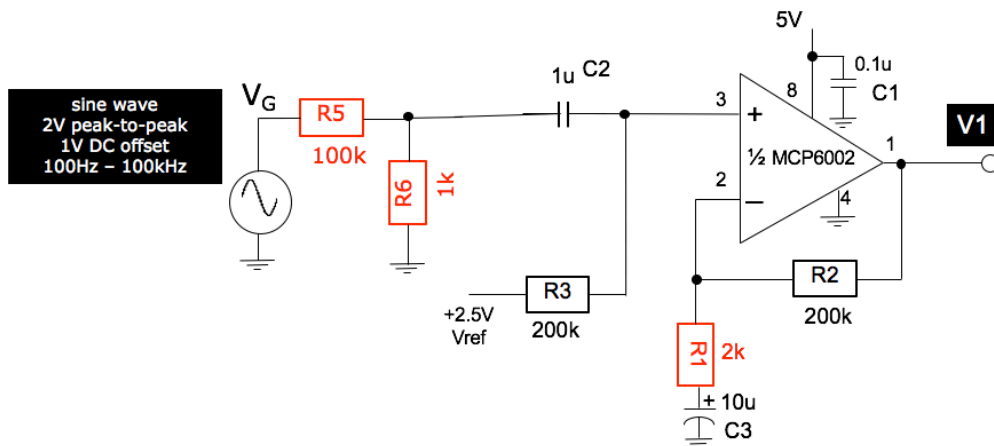 sine wave
2V peak-to-peak
1V DC offset
100Hz – 100kHz
VG
R5
100k
R6
1k
1u C2
+2.5V
Vref
R3
200k
5V
0.1u
C1
8
3
+
½ MCP6002
1
V1
2
–
4
R2
200k
R1
2k
+ 10u
C3